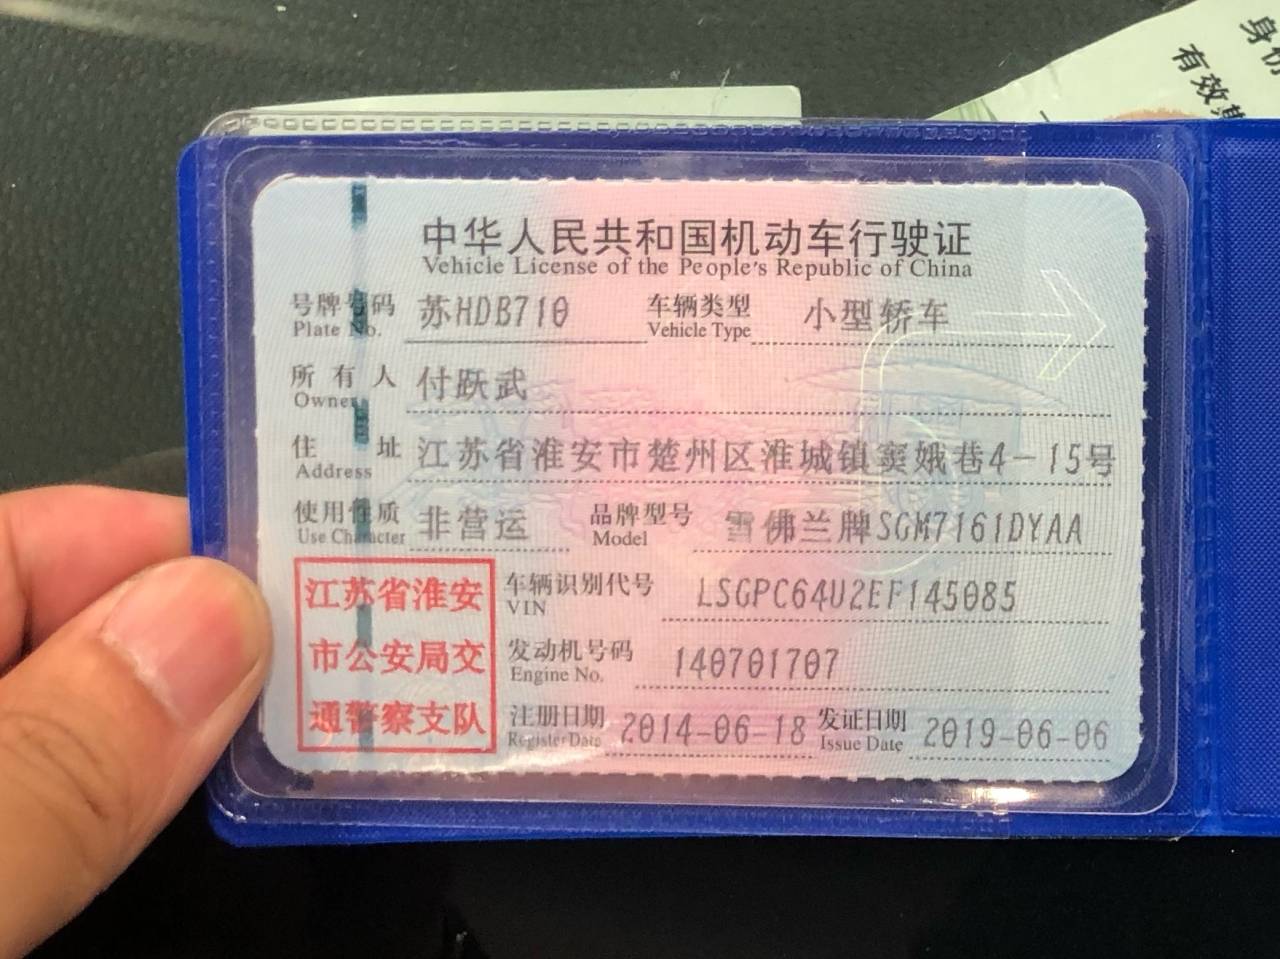 身份
有效期
中华人民共和国机动车行驶证
Vehicle License of the People's Republic of China
号牌号码 苏HDB710 车辆类型 小型轿车
Plate No. Vehicle Type
所有人 付跃武
Owner
住址 江苏省淮安市楚州区淮城镇窦娥巷4-15号
Address
使用性质 非营运 品牌型号 雪佛兰牌SGM7161DYAA
Use Character Model
江苏省淮安
市公安局交
通警察支队
车辆识别代号 LSGPC64U2EF145085
VIN
发动机号码 140701707
Engine No.
注册日期 2014-06-18 发证日期 2019-06-06
Register Date Issue Date